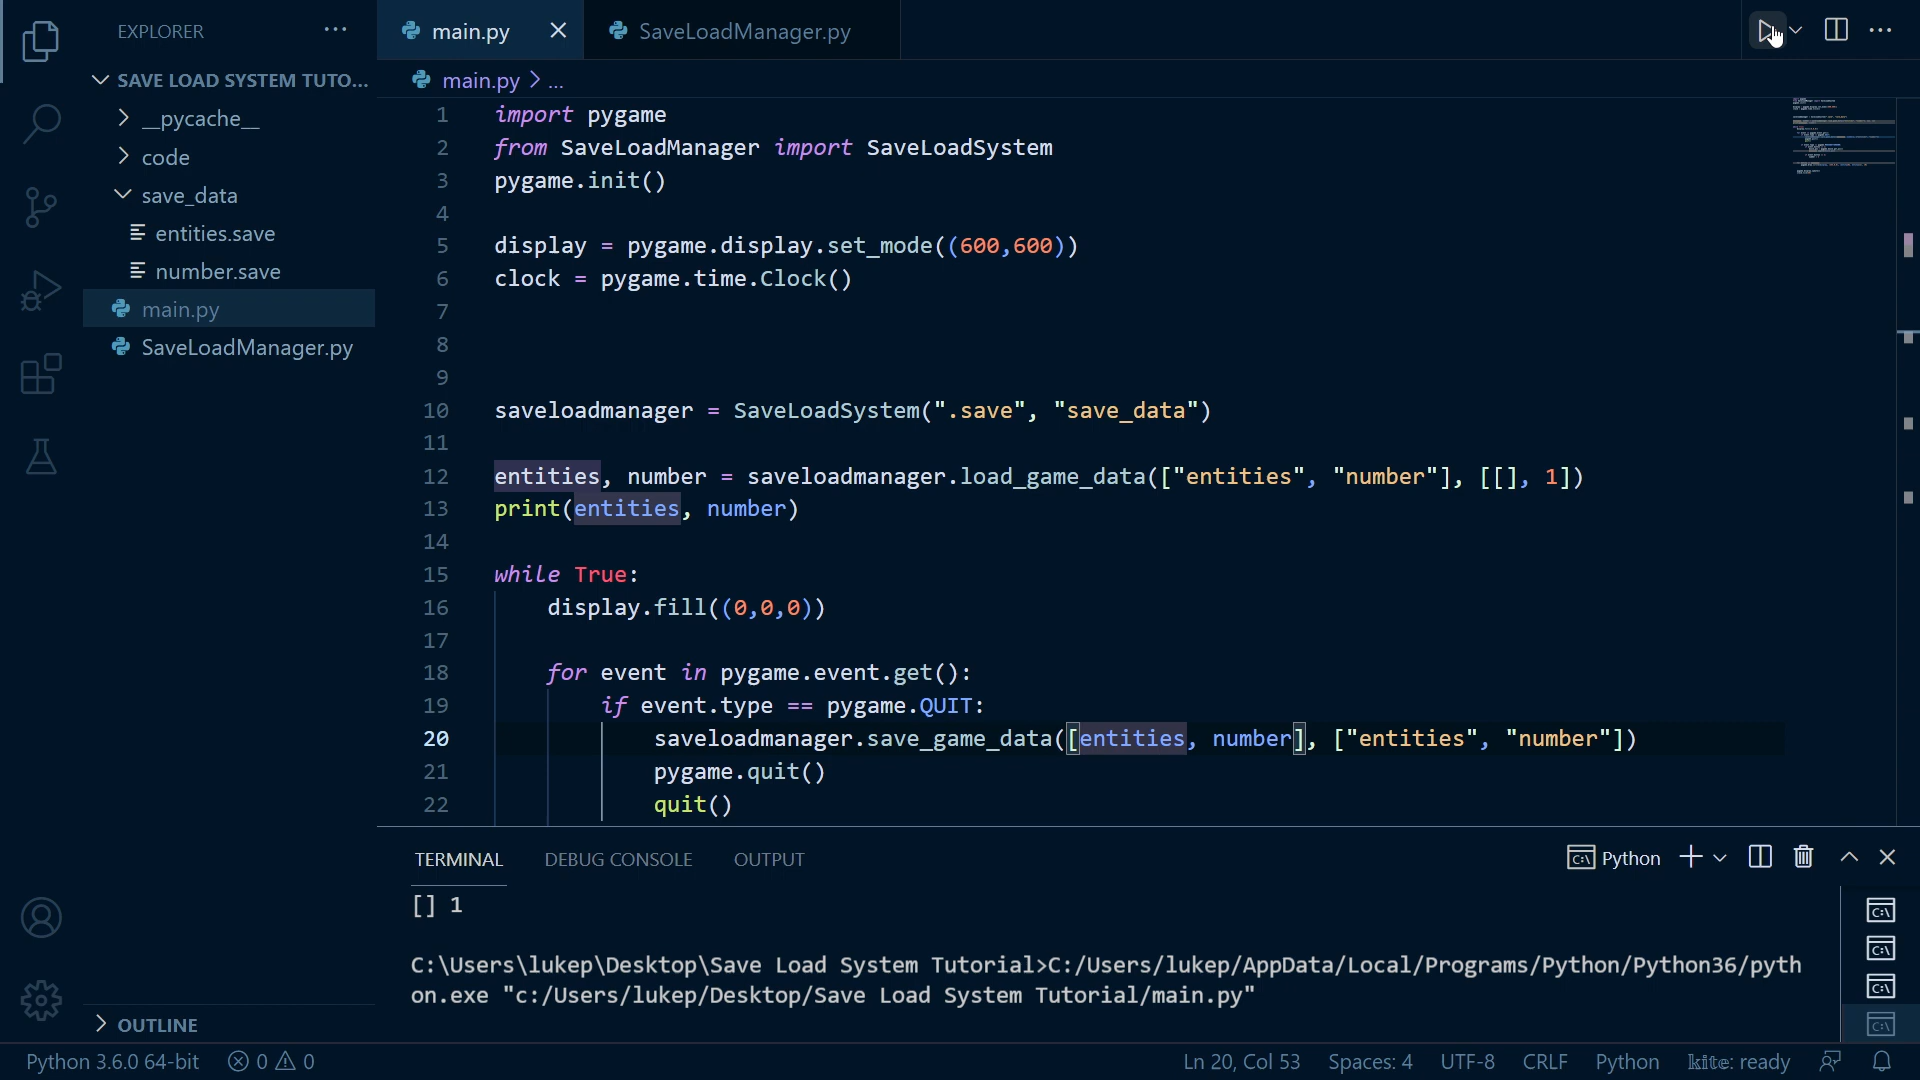 EXPLORER
SAVE LOAD SYSTEM TUTO...
__pycache__
code
save_data
entities.save
number.save
main.py
SaveLoadManager.py
OUTLINE
main.py
SaveLoadManager.py
main.py > ...
1 import pygame
2 from SaveLoadManager import SaveLoadSystem
3 pygame.init()
4
5 display = pygame.display.set_mode((600,600))
6 clock = pygame.time.Clock()
7
8
9
10 saveloadmanager = SaveLoadSystem(".save", "save_data")
11
12 entities, number = saveloadmanager.load_game_data(["entities", "number"], [[], 1])
13 print(entities, number)
14
15 while True:
16 display.fill((0,0,0))
17
18 for event in pygame.event.get():
19 if event.type == pygame.QUIT:
20 saveloadmanager.save_game_data([entities, number], ["entities", "number"])
21 pygame.quit()
22 quit()
TERMINAL DEBUG CONSOLE OUTPUT Python
[] 1
C:\Users\lukep\Desktop\Save Load System Tutorial>C:/Users/lukep/AppData/Local/Programs/Python/Python36/pyth
on.exe "c:/Users/lukep/Desktop/Save Load System Tutorial/main.py"
Python 3.6.0 64-bit 0 0 Ln 20, Col 53 Spaces: 4 UTF-8 CRLF Python kite: ready